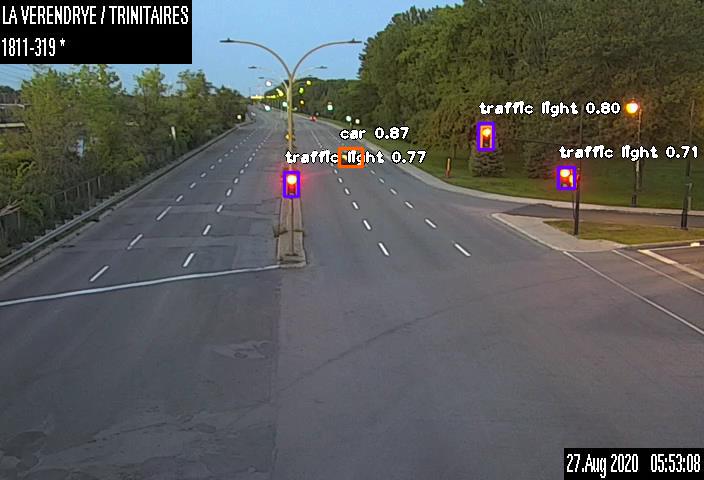 LA VERENDRYE / TRINITAIRES
1811-319 *
traffic light 0.80
car 0.87
traffic light 0.77
traffic light 0.71
27.Aug 2020 05:53:08